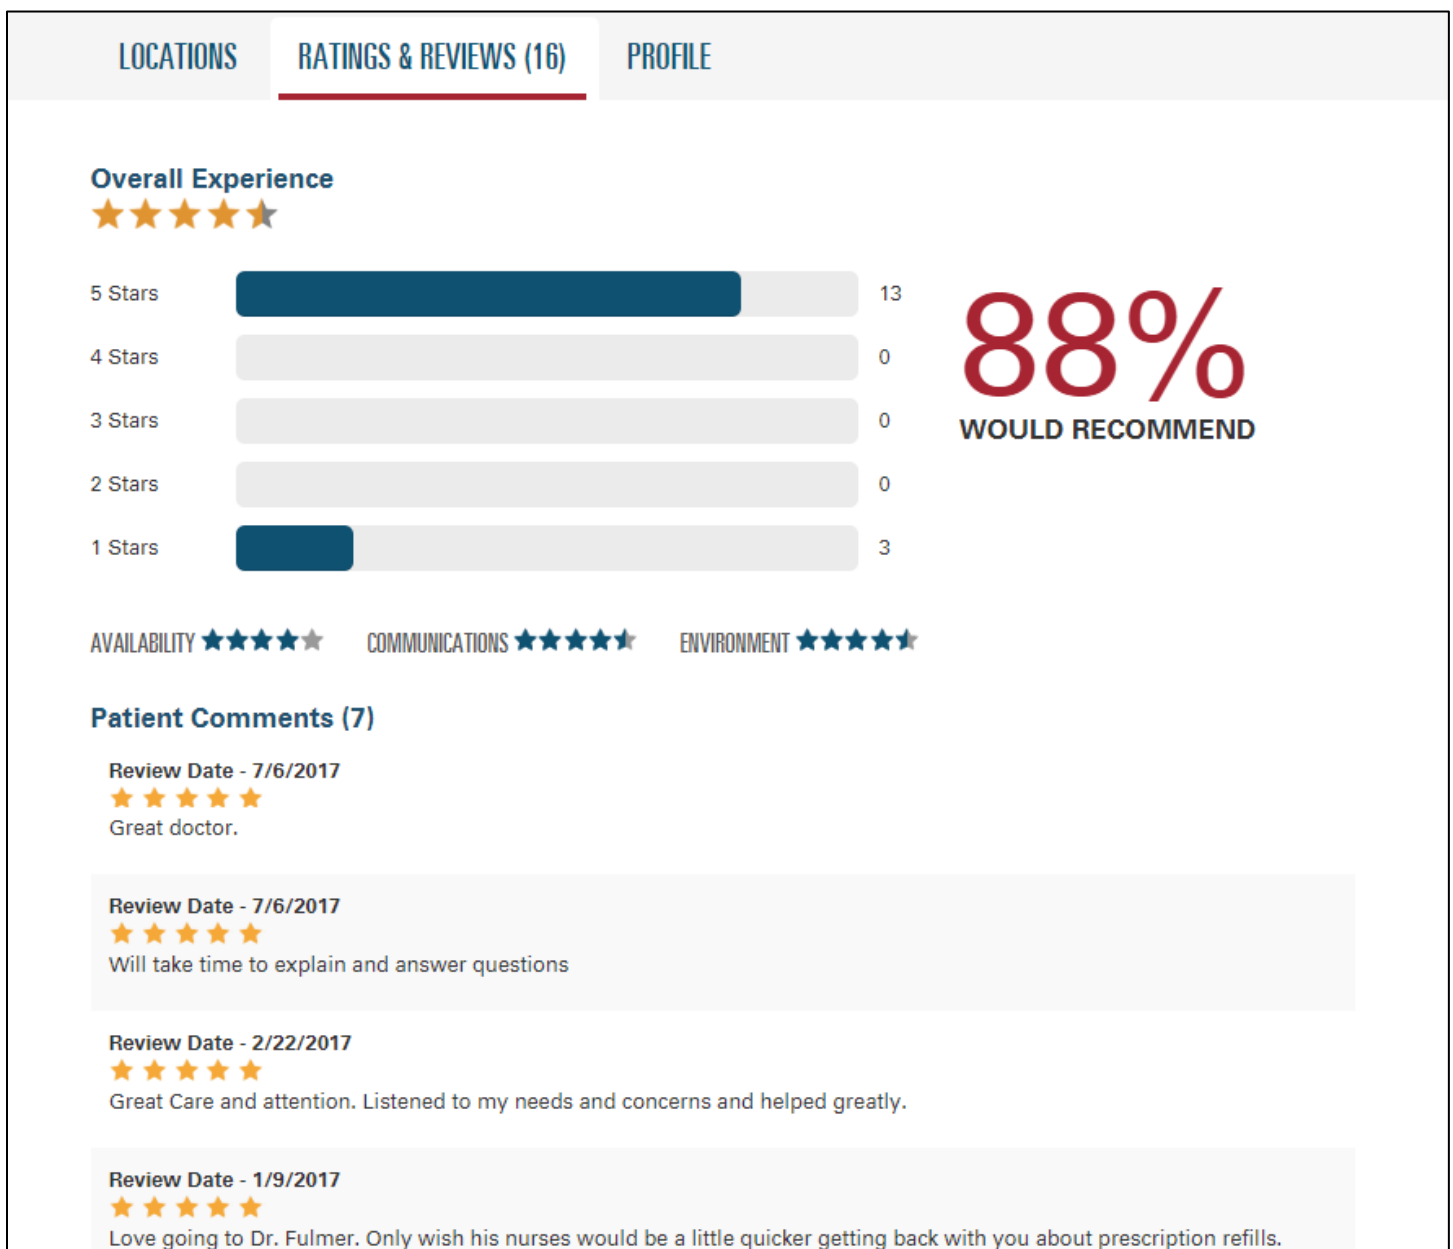 LOCATIONS RATINGS & REVIEWS (16) PROFILE
Overall Experience
5 Stars 13
4 Stars 0
3 Stars 0
2 Stars 0
1 Stars 3
88%
WOULD RECOMMEND
AVAILABILITY COMMUNICATIONS ENVIRONMENT
Patient Comments (7)
Review Date - 7/6/2017
Great doctor.
Review Date - 7/6/2017
Will take time to explain and answer questions
Review Date - 2/22/2017
Great Care and attention. Listened to my needs and concerns and helped greatly.
Review Date - 1/9/2017
Love going to Dr. Fulmer. Only wish his nurses would be a little quicker getting back with you about prescription refills.